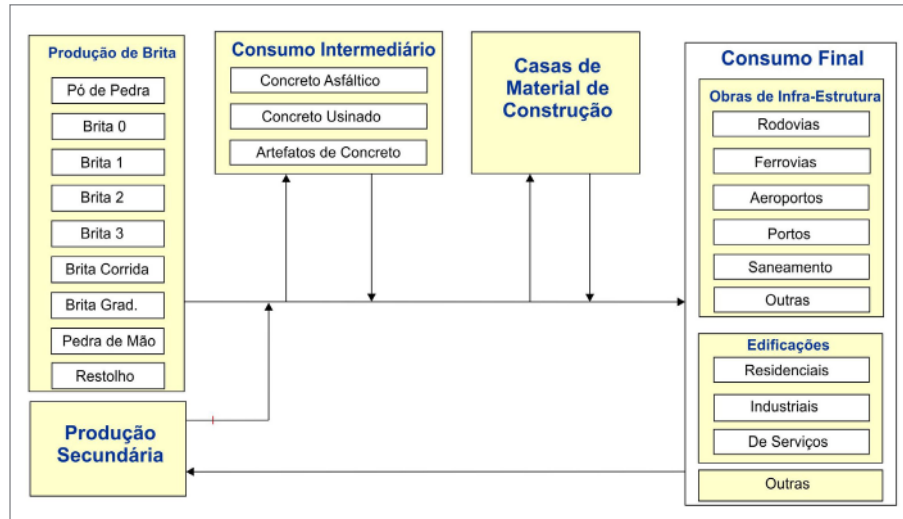 Produção de Brita
Pó de Pedra
Brita 0
Brita 1
Brita 2
Brita 3
Brita Corrida
Brita Grad.
Pedra de Mão
Restolho
Produção
Secundária
Consumo Intermediário
Concreto Asfáltico
Concreto Usinado
Artefatos de Concreto
Casas de
Material de
Construção
Consumo Final
Obras de Infra-Estrutura
Rodovias
Ferrovias
Aeroportos
Portos
Saneamento
Outras
Edificações
Residenciais
Industriais
De Serviços
Outras